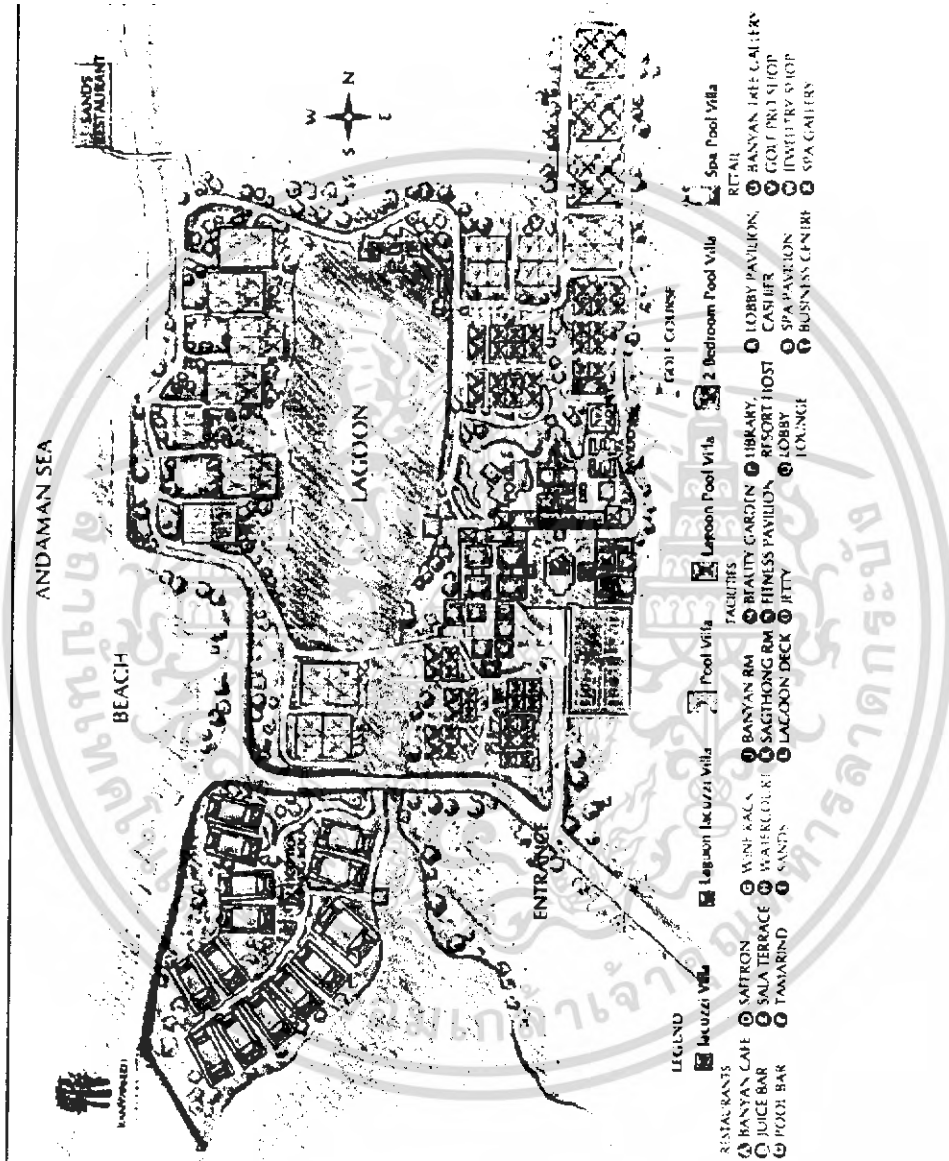 ANDAMAN SEA
SANDS
RESTAURANT
BEACH
W N
S E
LAGOON
POOL
GOLF COURSE
ENTRANCE
LEGEND
Jacuzzi Villa
Lagoon Jacuzzi Villa
Pool Villa
Lagoon Pool Villa
2 Bedroom Pool Villa
Spa Pool Villa
RESTAURANTS
BANYAN CAFE
JUICE BAR
POOL BAR
SAFFRON
SALA TERRACE
TAMARIND
WINE RACK
WATERCOURT
SANDS
BANYAN RM
SAGTHONG RM
LAGOON DECK
FACILITIES
BEAUTY GARDEN
FITNESS PAVILION
JETTY
LIBRARY,
RESORT HOST
LOBBY
LOUNGE
LOBBY PAVILION,
CASHIER
SPA PAVILION
BUSINESS CENTRE
RETAIL
BANYAN TREE GALLERY
GOLF PRO SHOP
JEWELLERY SHOP
SPA GALLERY